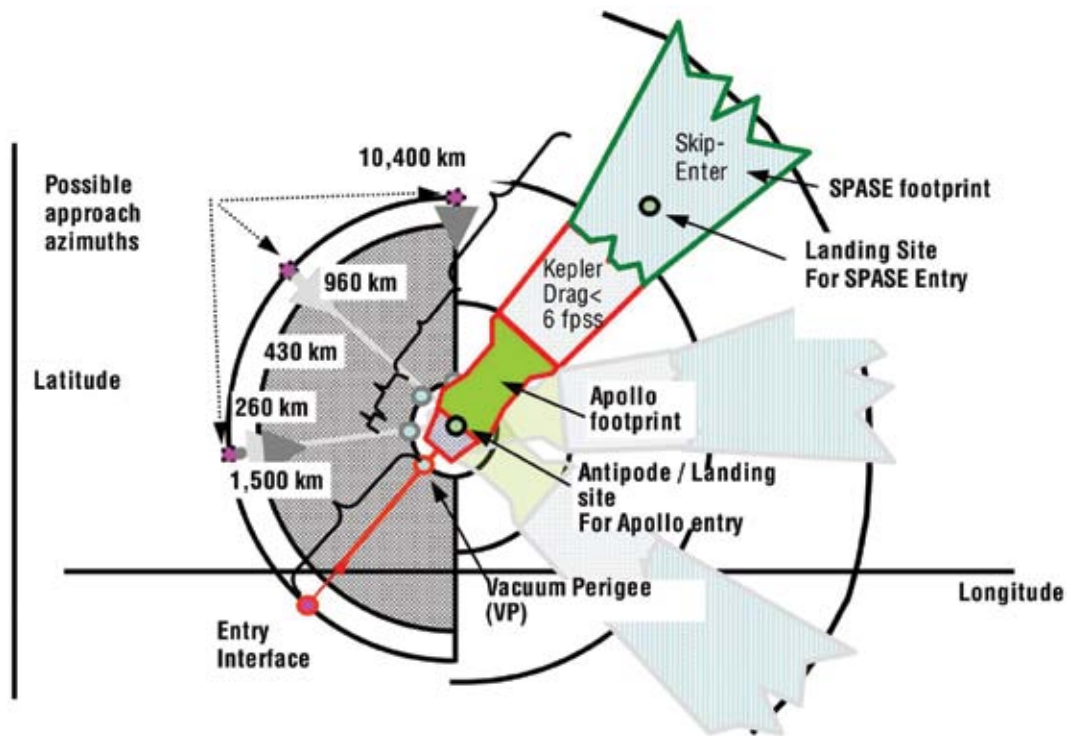 10,400 km
Possible
approach
azimuths
Skip-
Enter
SPASE footprint
Landing Site
For SPASE Entry
960 km
Kepler
Drag<
6 fpss
430 km
Latitude
260 km
Apollo
footprint
1,500 km
Antipode / Landing
site
For Apollo entry
Vacuum Perigee
(VP)
Longitude
Entry
Interface